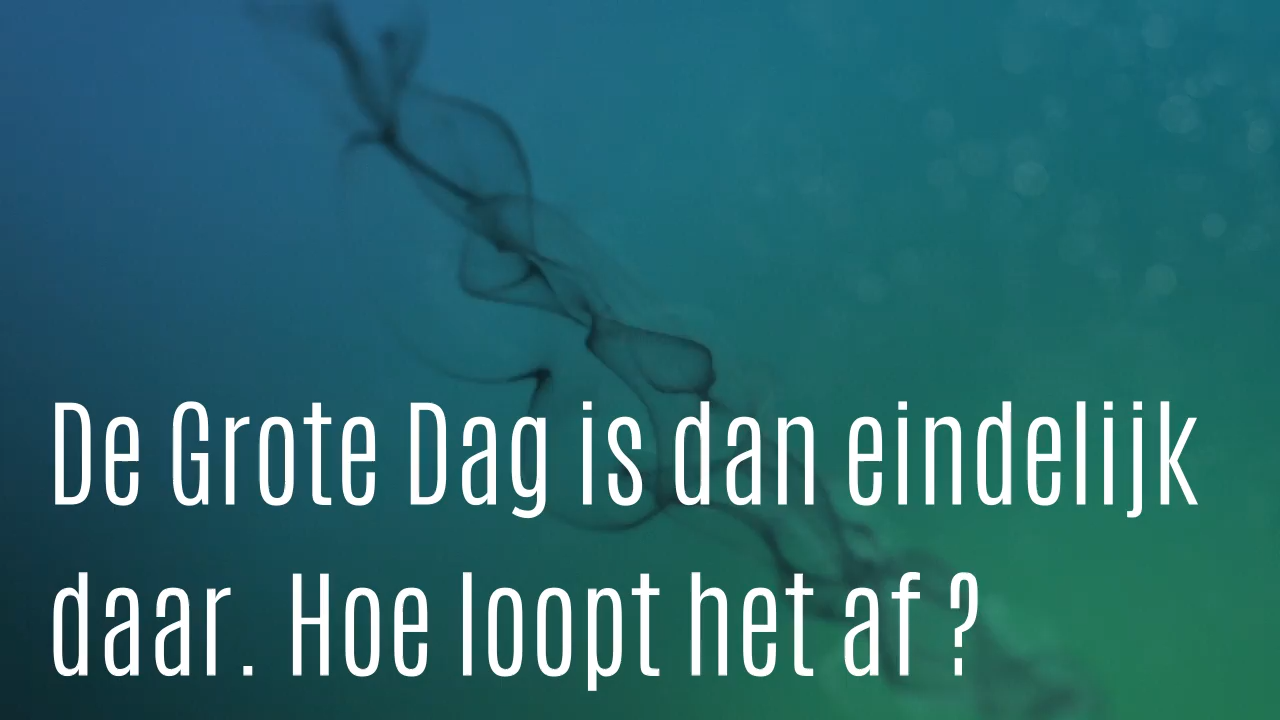 De Grote Dag is dan eindelijk
daar. Hoe loopt het af ?